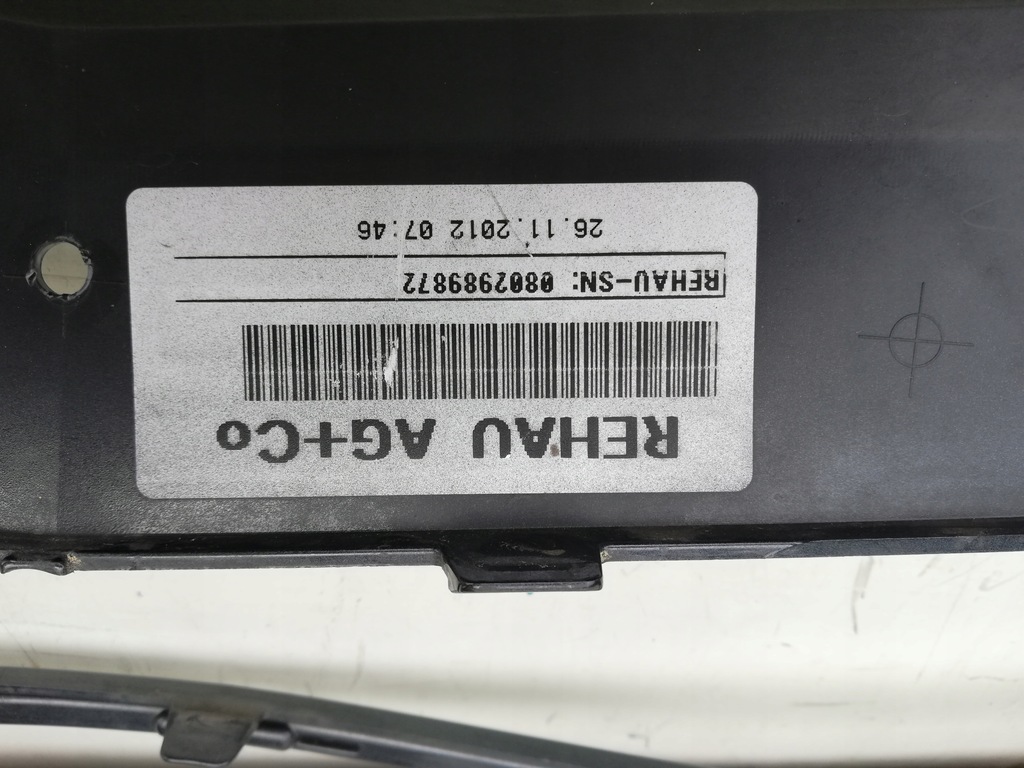 REHAU AG+Co
REHAU-SN: 0802989872
26.11.2012 07:46